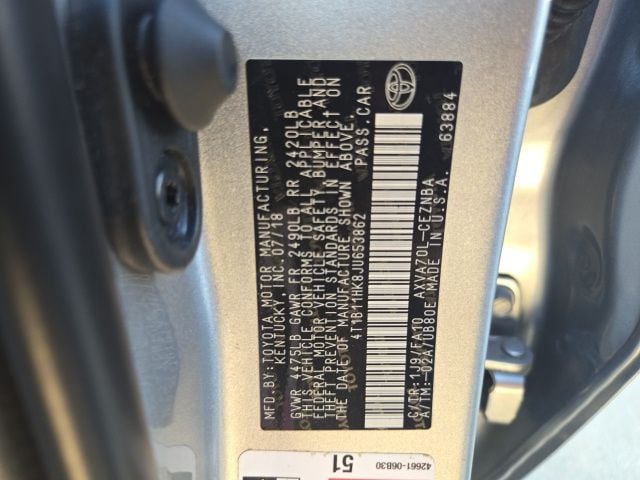 MFD.BY:TOYOTA MOTOR MANUFACTURING,
KENTUCKY, INC.07/18
GVWR 4475LB GAWR FR 2490LB RR 2420LB
THIS VEHICLE CONFORMS TO ALL APPLICABLE
FEDERAL MOTOR VEHICLE SAFETY BUMPER AND
THEFT PREVENTION STANDARDS IN EFFECT ON
THE DATE OF MANUFACTURE SHOWN ABOVE.
4T1B11HK8JU653862 PASS.CAR
C/TR:1J9/FA10 AXVA70L-CEZNBA
A/TM:-02A/UB80E MADE IN U.S.A.
63884
51
42661-06B30